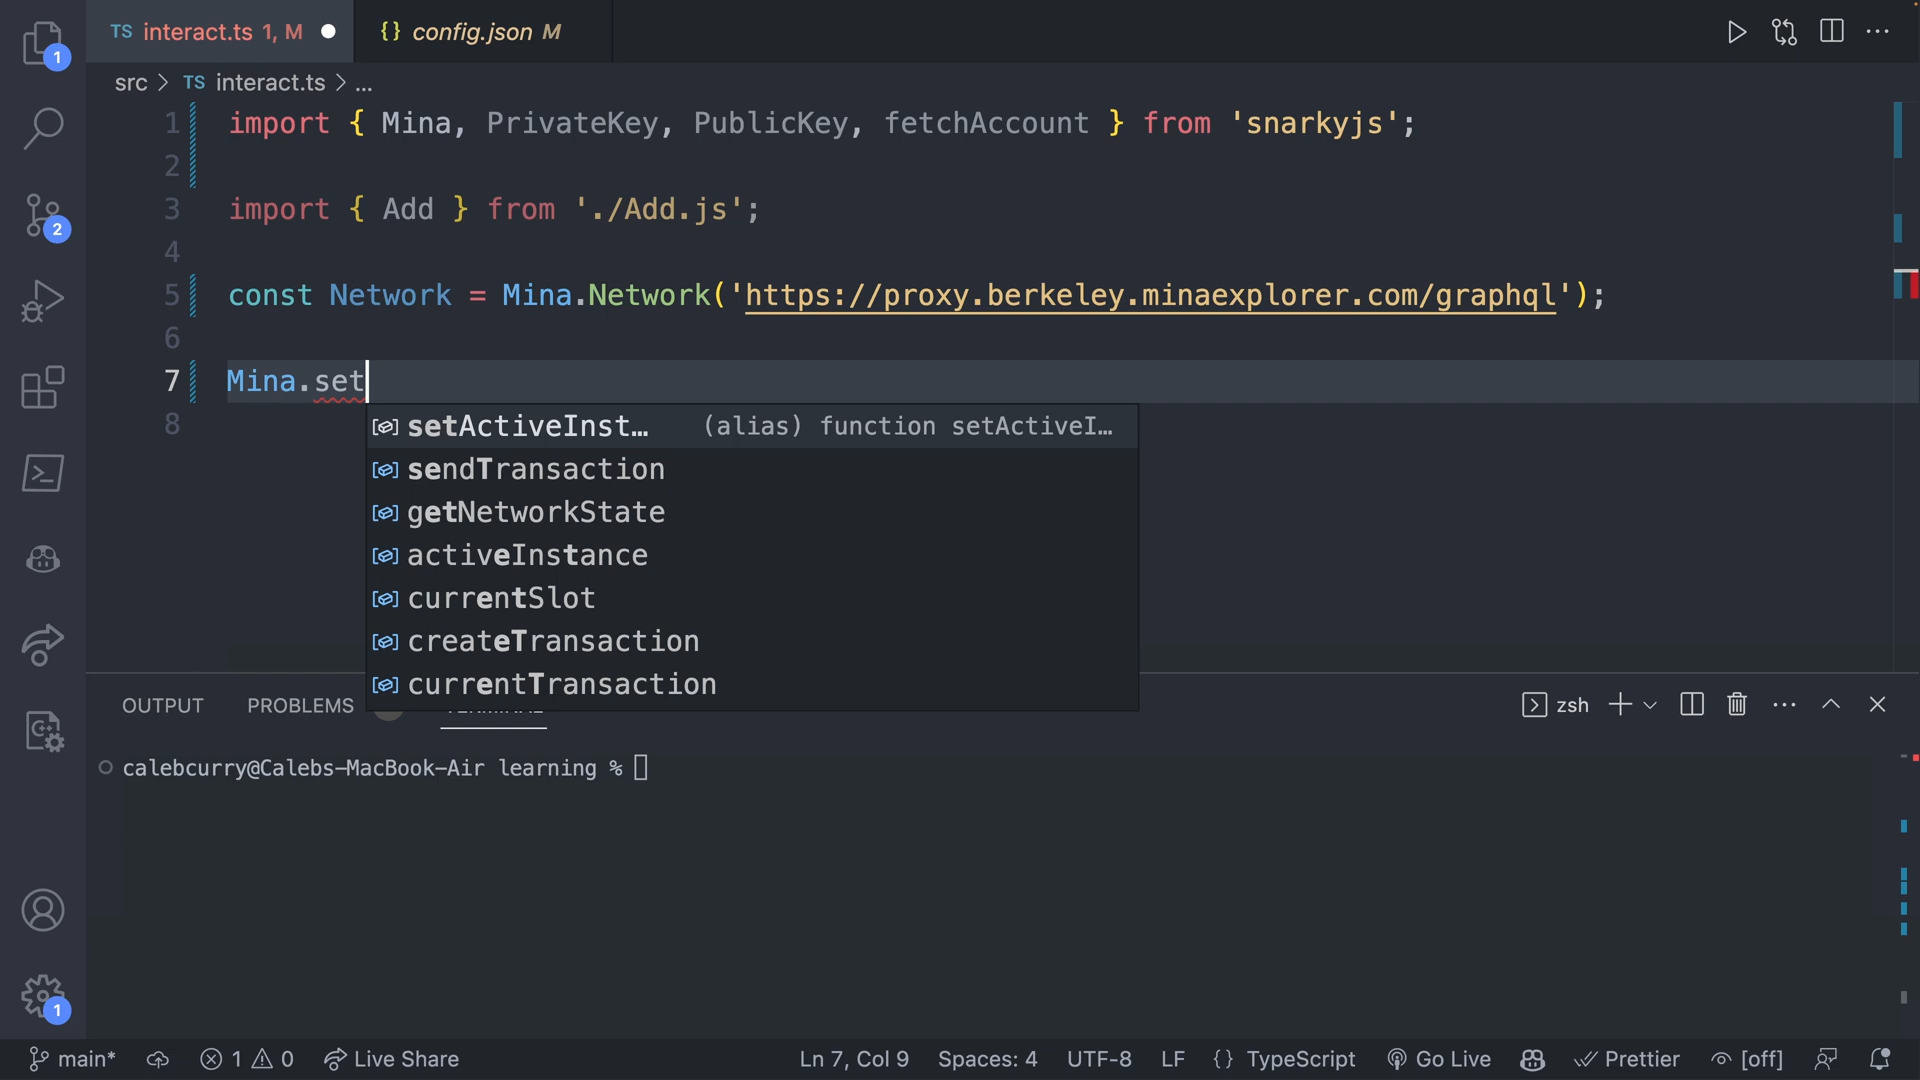 TS interact.ts 1, M
{} config.json M
src > TS interact.ts > ...
1 import { Mina, PrivateKey, PublicKey, fetchAccount } from 'snarkyjs';
2
3 import { Add } from './Add.js';
4
5 const Network = Mina.Network('https://proxy.berkeley.minaexplorer.com/graphql');
6
7 Mina.set
8
setActiveInst… (alias) function setActiveI…
sendTransaction
getNetworkState
activeInstance
currentSlot
createTransaction
currentTransaction
OUTPUT PROBLEMS TERMINAL zsh
calebcurry@Calebs-MacBook-Air learning %
1
2
1
main* 1 0 Live Share Ln 7, Col 9 Spaces: 4 UTF-8 LF {} TypeScript Go Live Prettier [off]